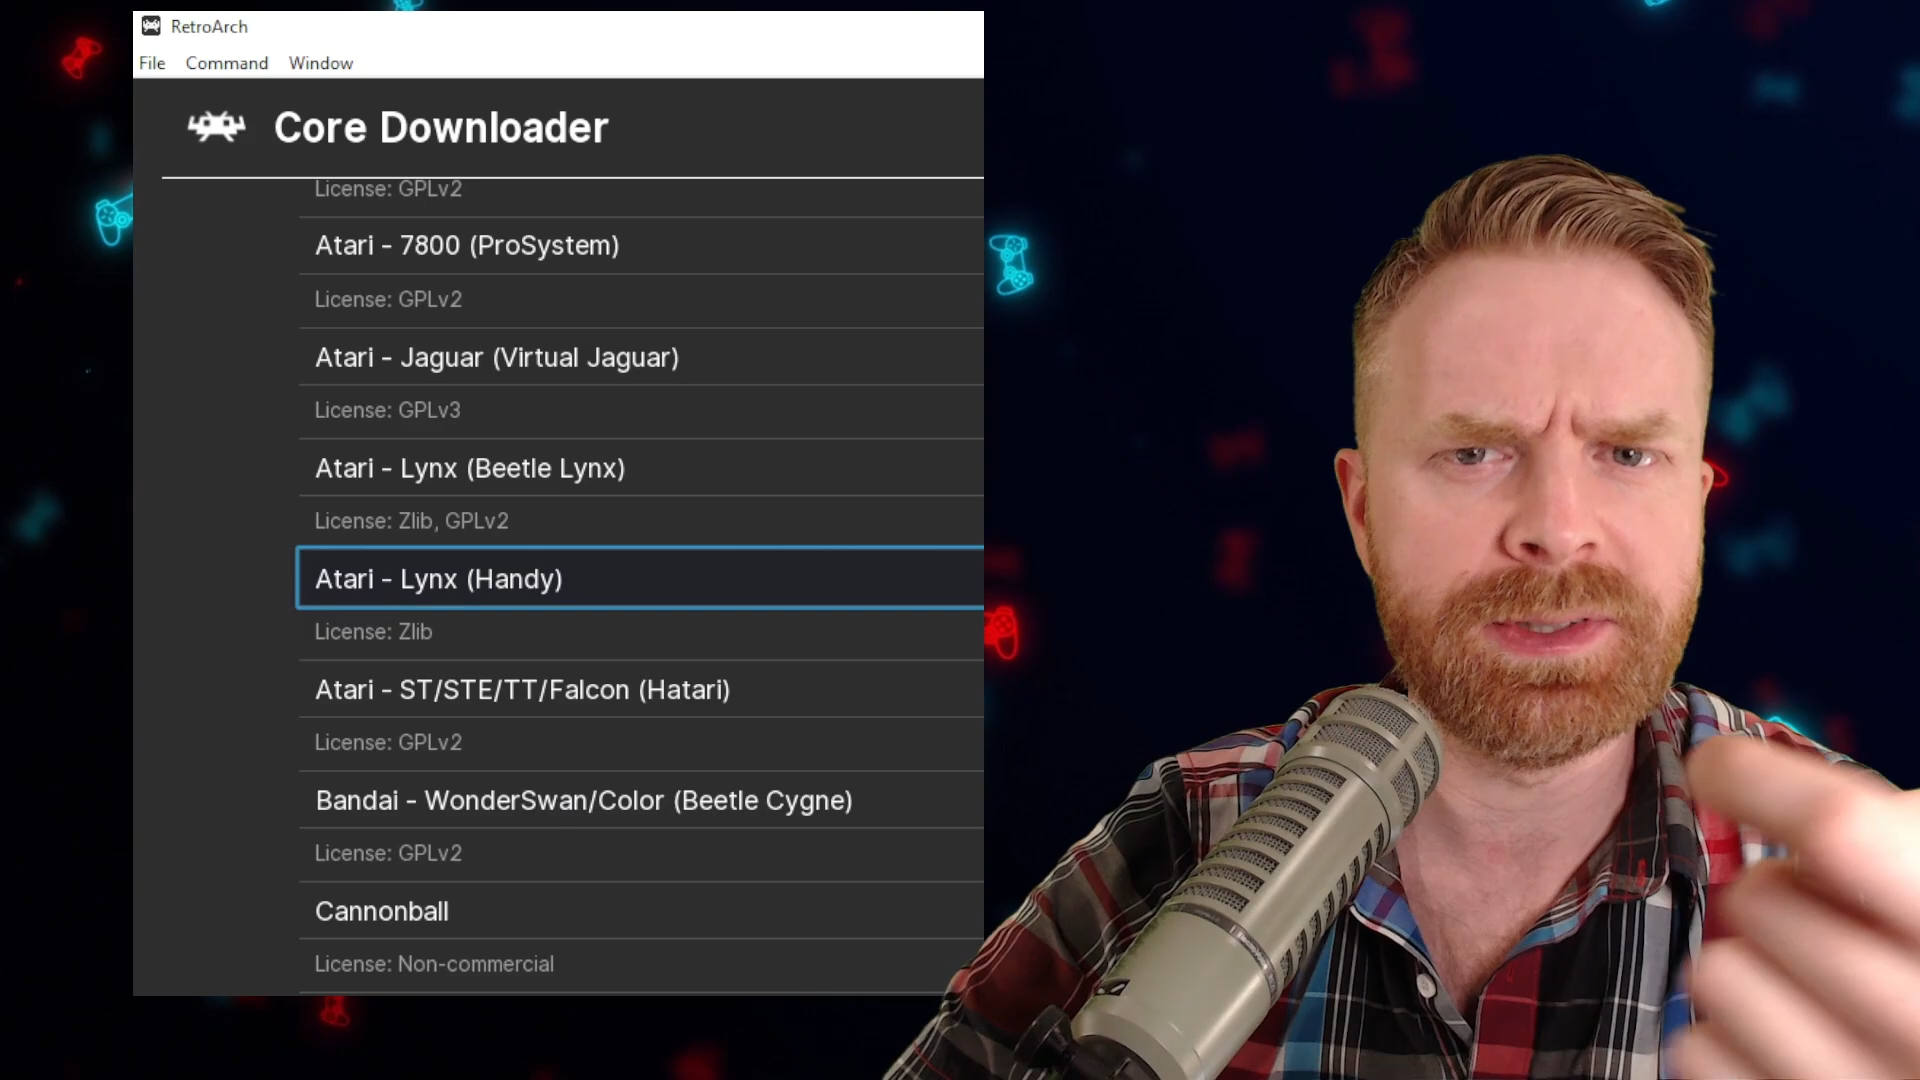 RetroArch
File Command Window
Core Downloader
License: GPLv2
Atari - 7800 (ProSystem)
License: GPLv2
Atari - Jaguar (Virtual Jaguar)
License: GPLv3
Atari - Lynx (Beetle Lynx)
License: Zlib, GPLv2
Atari - Lynx (Handy)
License: Zlib
Atari - ST/STE/TT/Falcon (Hatari)
License: GPLv2
Bandai - WonderSwan/Color (Beetle Cygne)
License: GPLv2
Cannonball
License: Non-commercial